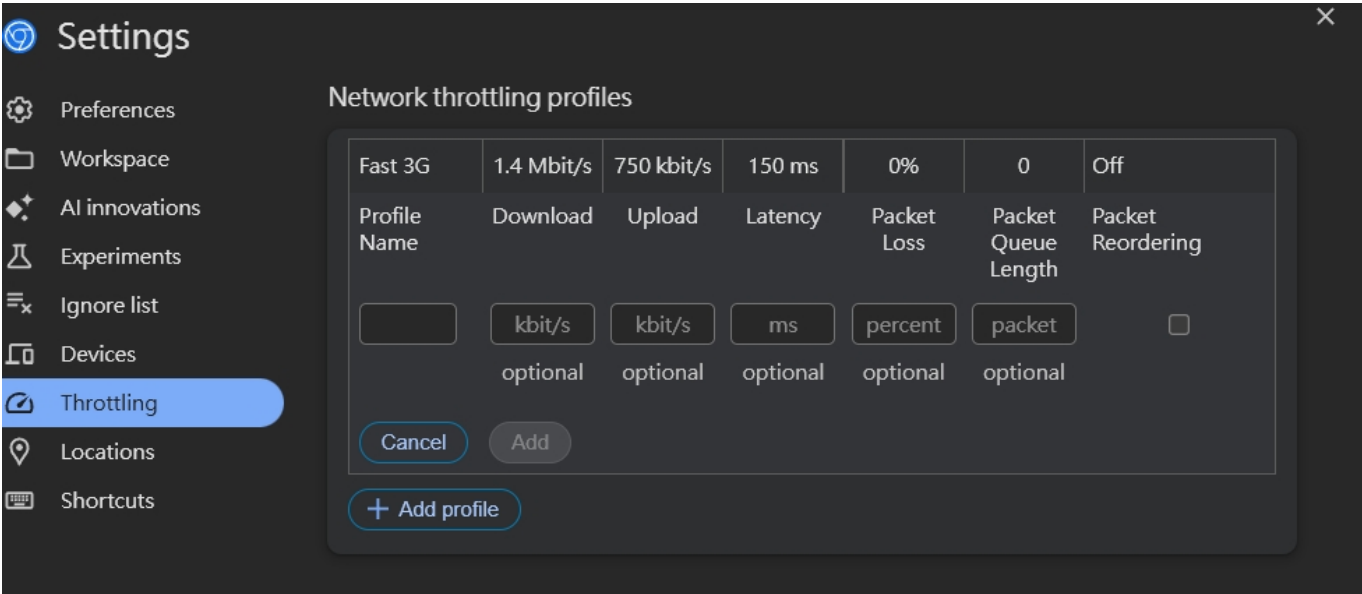 Settings
Preferences
Workspace
AI innovations
Experiments
Ignore list
Devices
Throttling
Locations
Shortcuts
Network throttling profiles
Fast 3G 1.4 Mbit/s 750 kbit/s 150 ms 0% 0 Off
Profile Download Upload Latency Packet Packet Packet
Name Loss Queue Reordering
Length
kbit/s kbit/s ms percent packet
optional optional optional optional optional
Cancel Add
+ Add profile